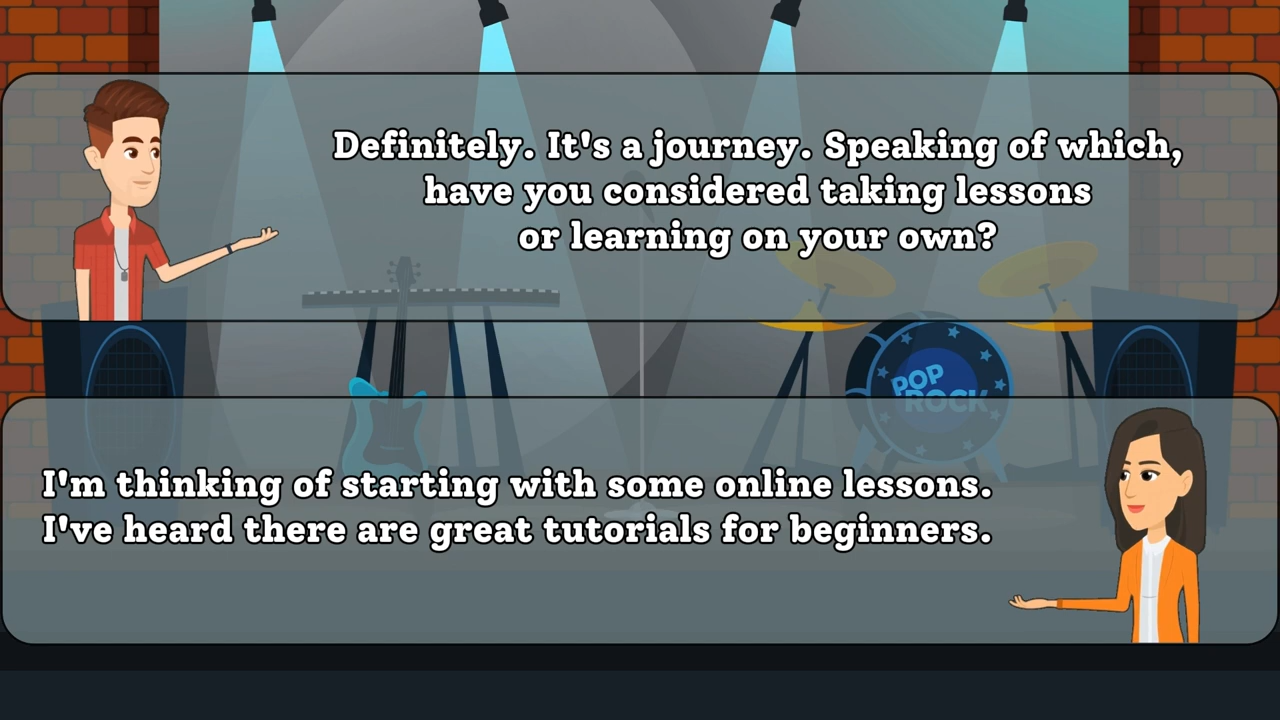 Definitely. It's a journey. Speaking of which,
have you considered taking lessons
or learning on your own?
POP
ROCK
I'm thinking of starting with some online lessons.
I've heard there are great tutorials for beginners.